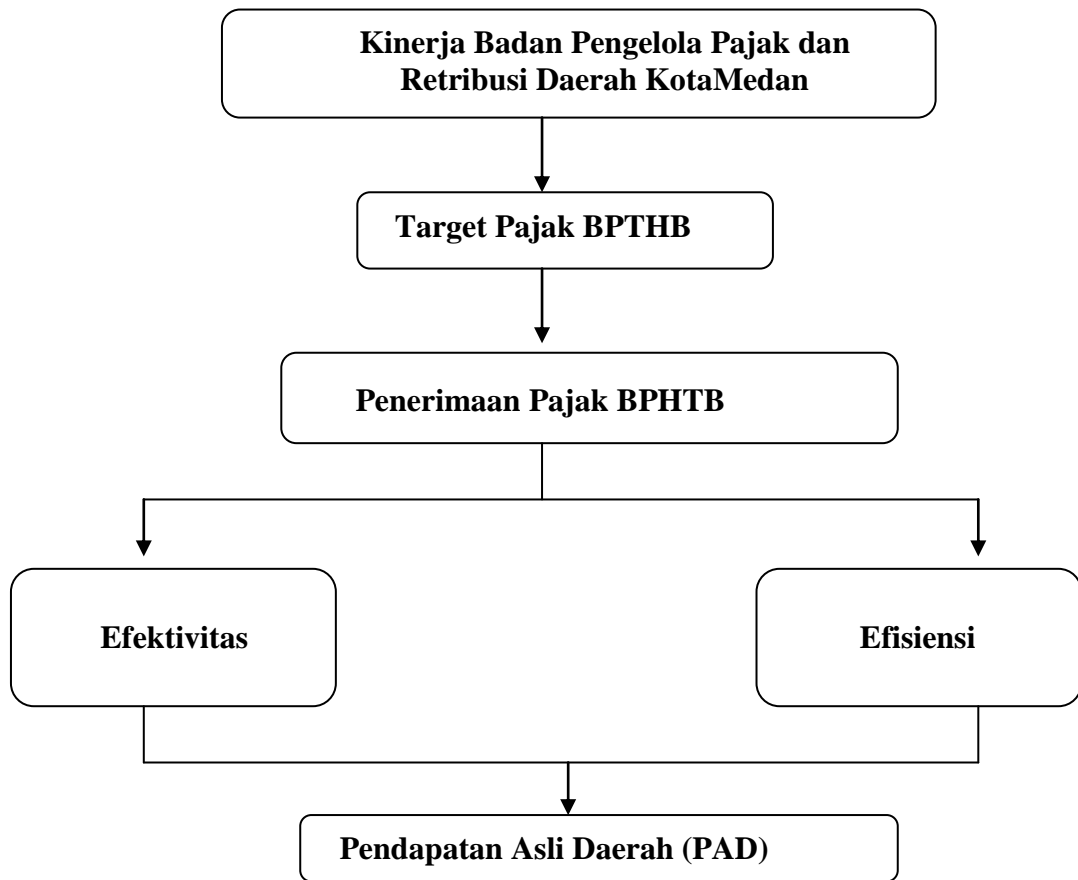 Kinerja Badan Pengelola Pajak dan
Retribusi Daerah KotaMedan
Target Pajak BPTHB
Penerimaan Pajak BPHTB
Efektivitas
Efisiensi
Pendapatan Asli Daerah (PAD)